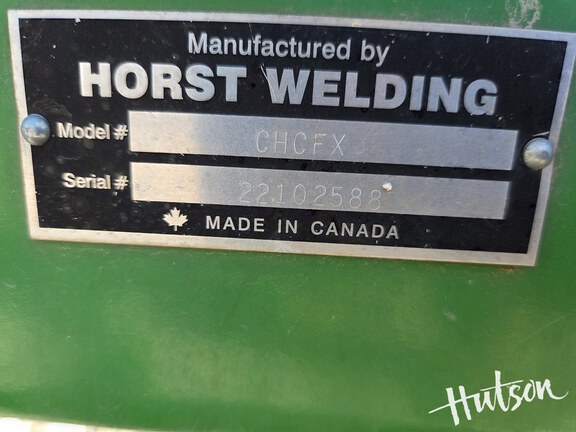 Manufactured by
HORST WELDING
Model # CHCFX
Serial # 22102588
MADE IN CANADA
Hutson